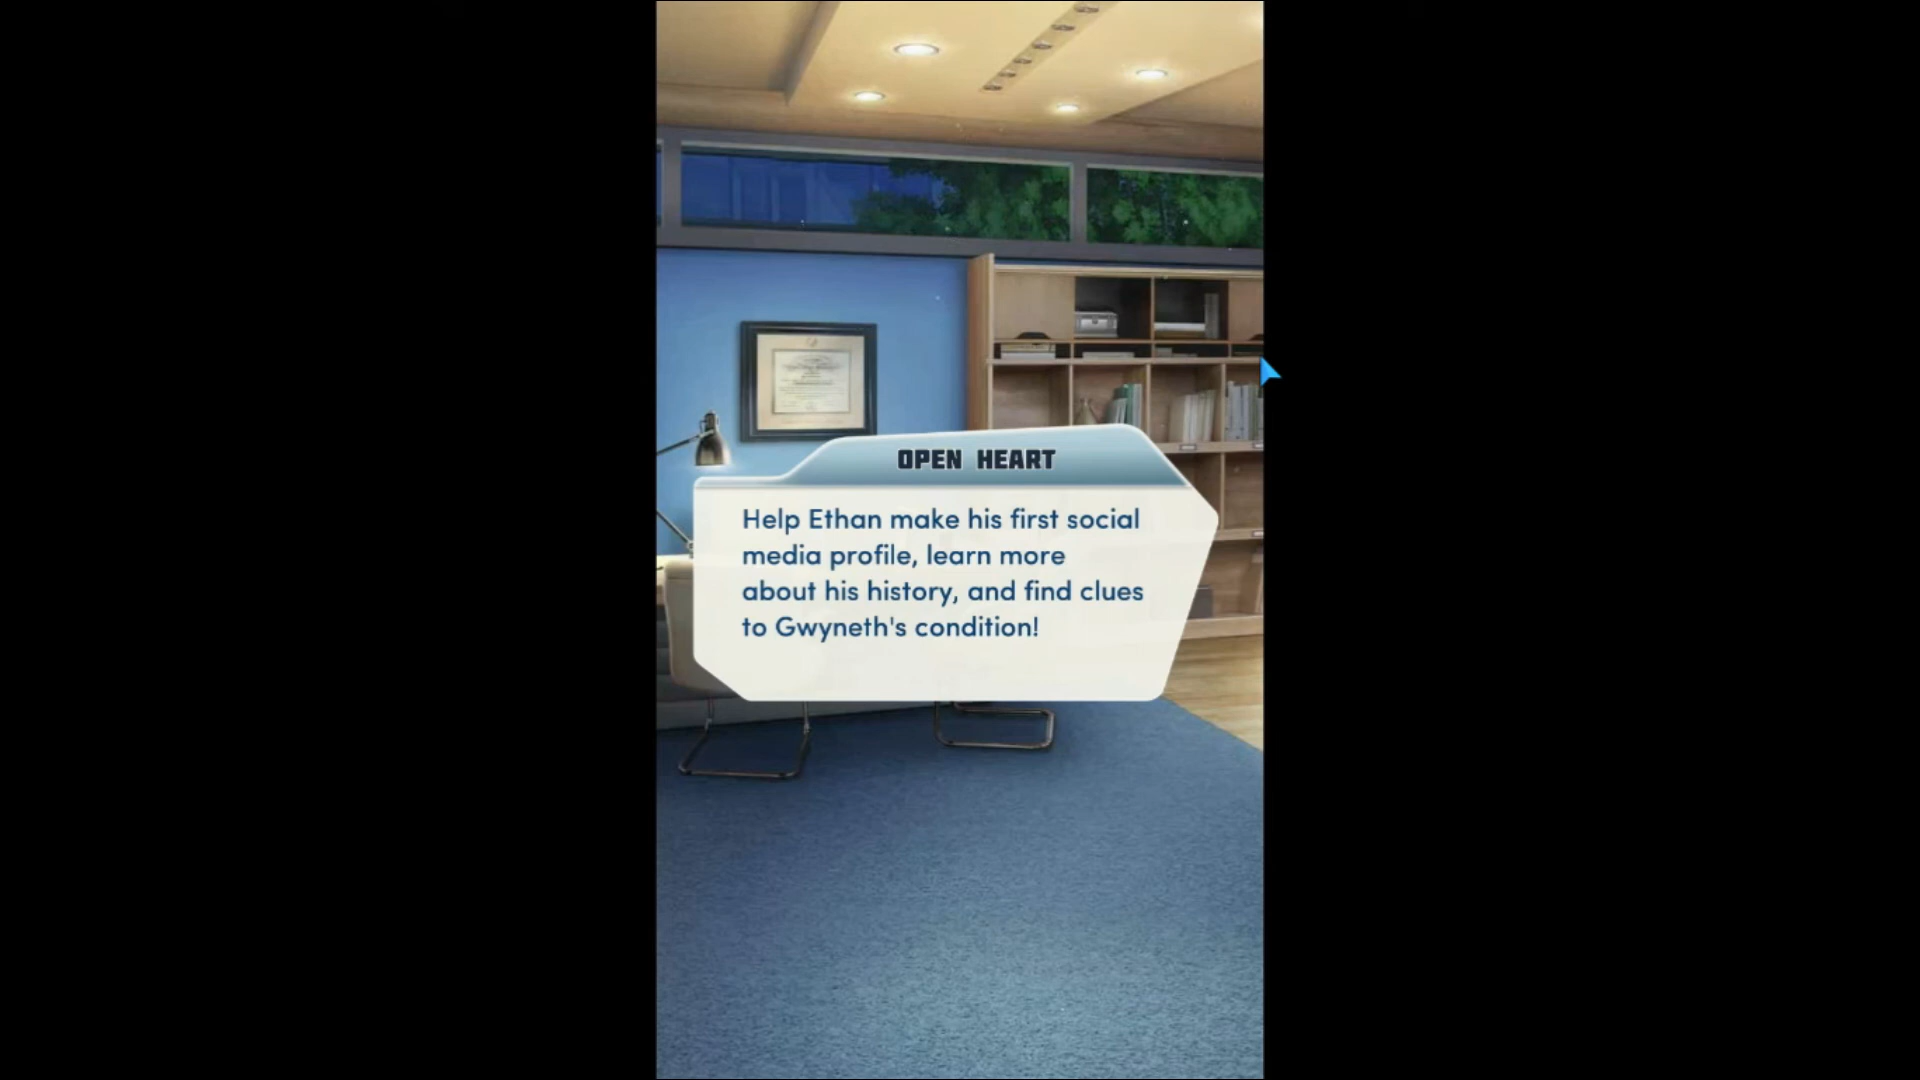 OPEN HEART
Help Ethan make his first social
media profile, learn more
about his history, and find clues
to Gwyneth's condition!